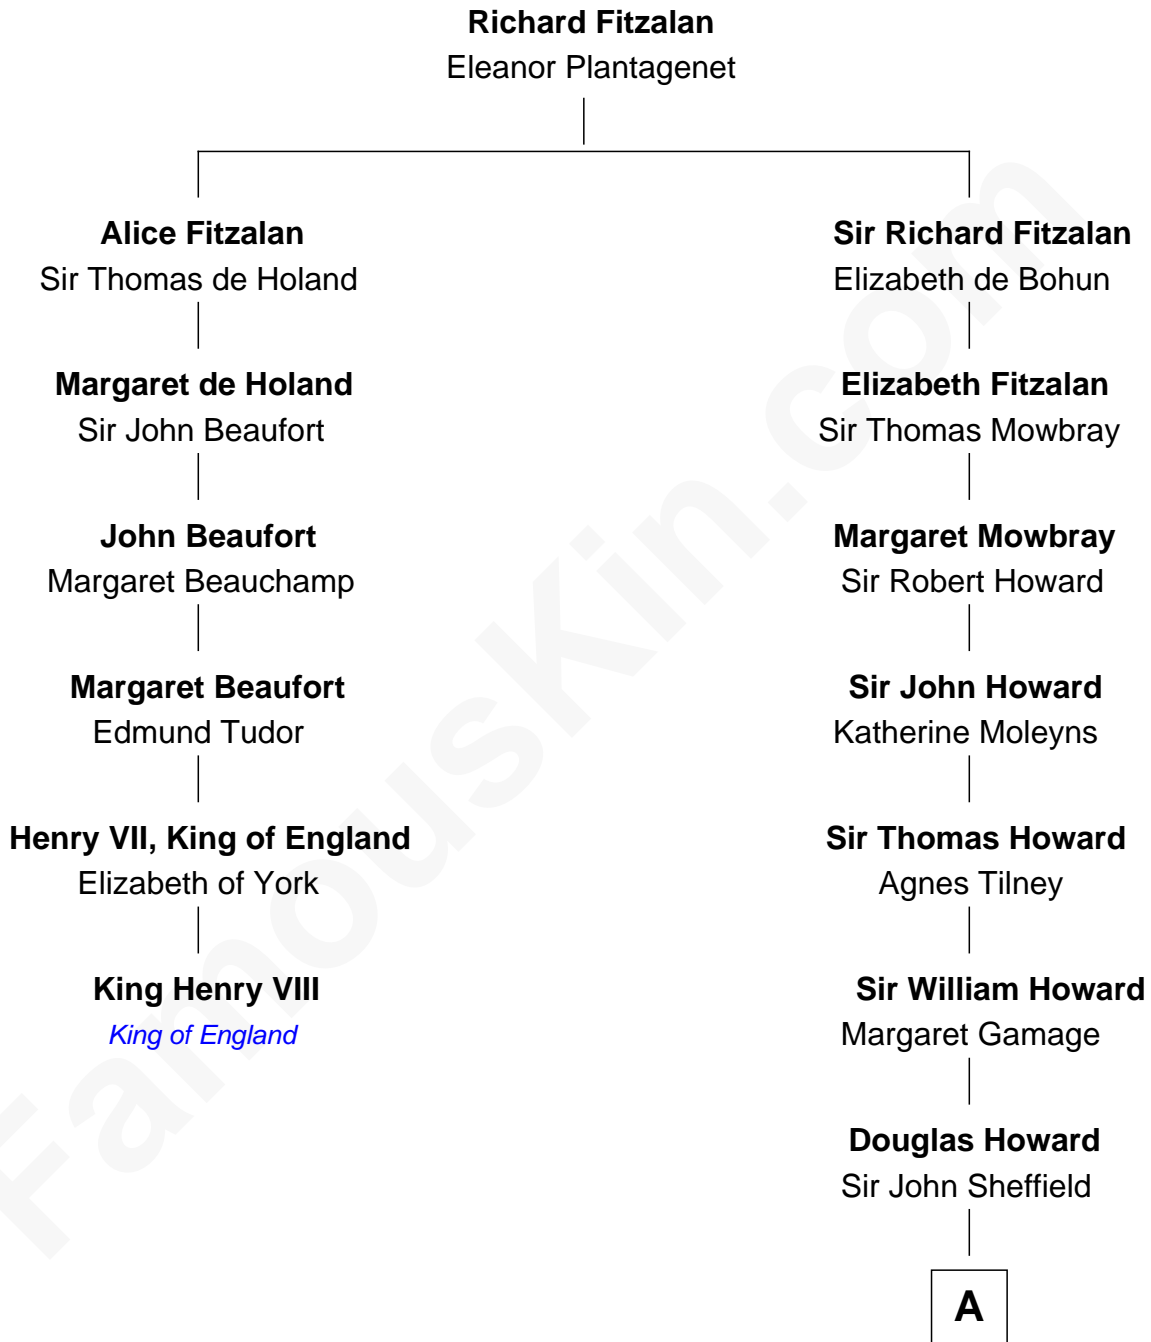 Richard Fitzalan
Eleanor Plantagenet
Alice Fitzalan
Sir Thomas de Holand
Margaret de Holand
Sir John Beaufort
John Beaufort
Margaret Beauchamp
Margaret Beaufort
Edmund Tudor
Henry VII, King of England
Elizabeth of York
King Henry VIII
King of England
Sir Richard Fitzalan
Elizabeth de Bohun
Elizabeth Fitzalan
Sir Thomas Mowbray
Margaret Mowbray
Sir Robert Howard
Sir John Howard
Katherine Moleyns
Sir Thomas Howard
Agnes Tilney
Sir William Howard
Margaret Gamage
Douglas Howard
Sir John Sheffield
A
FamousKin.com